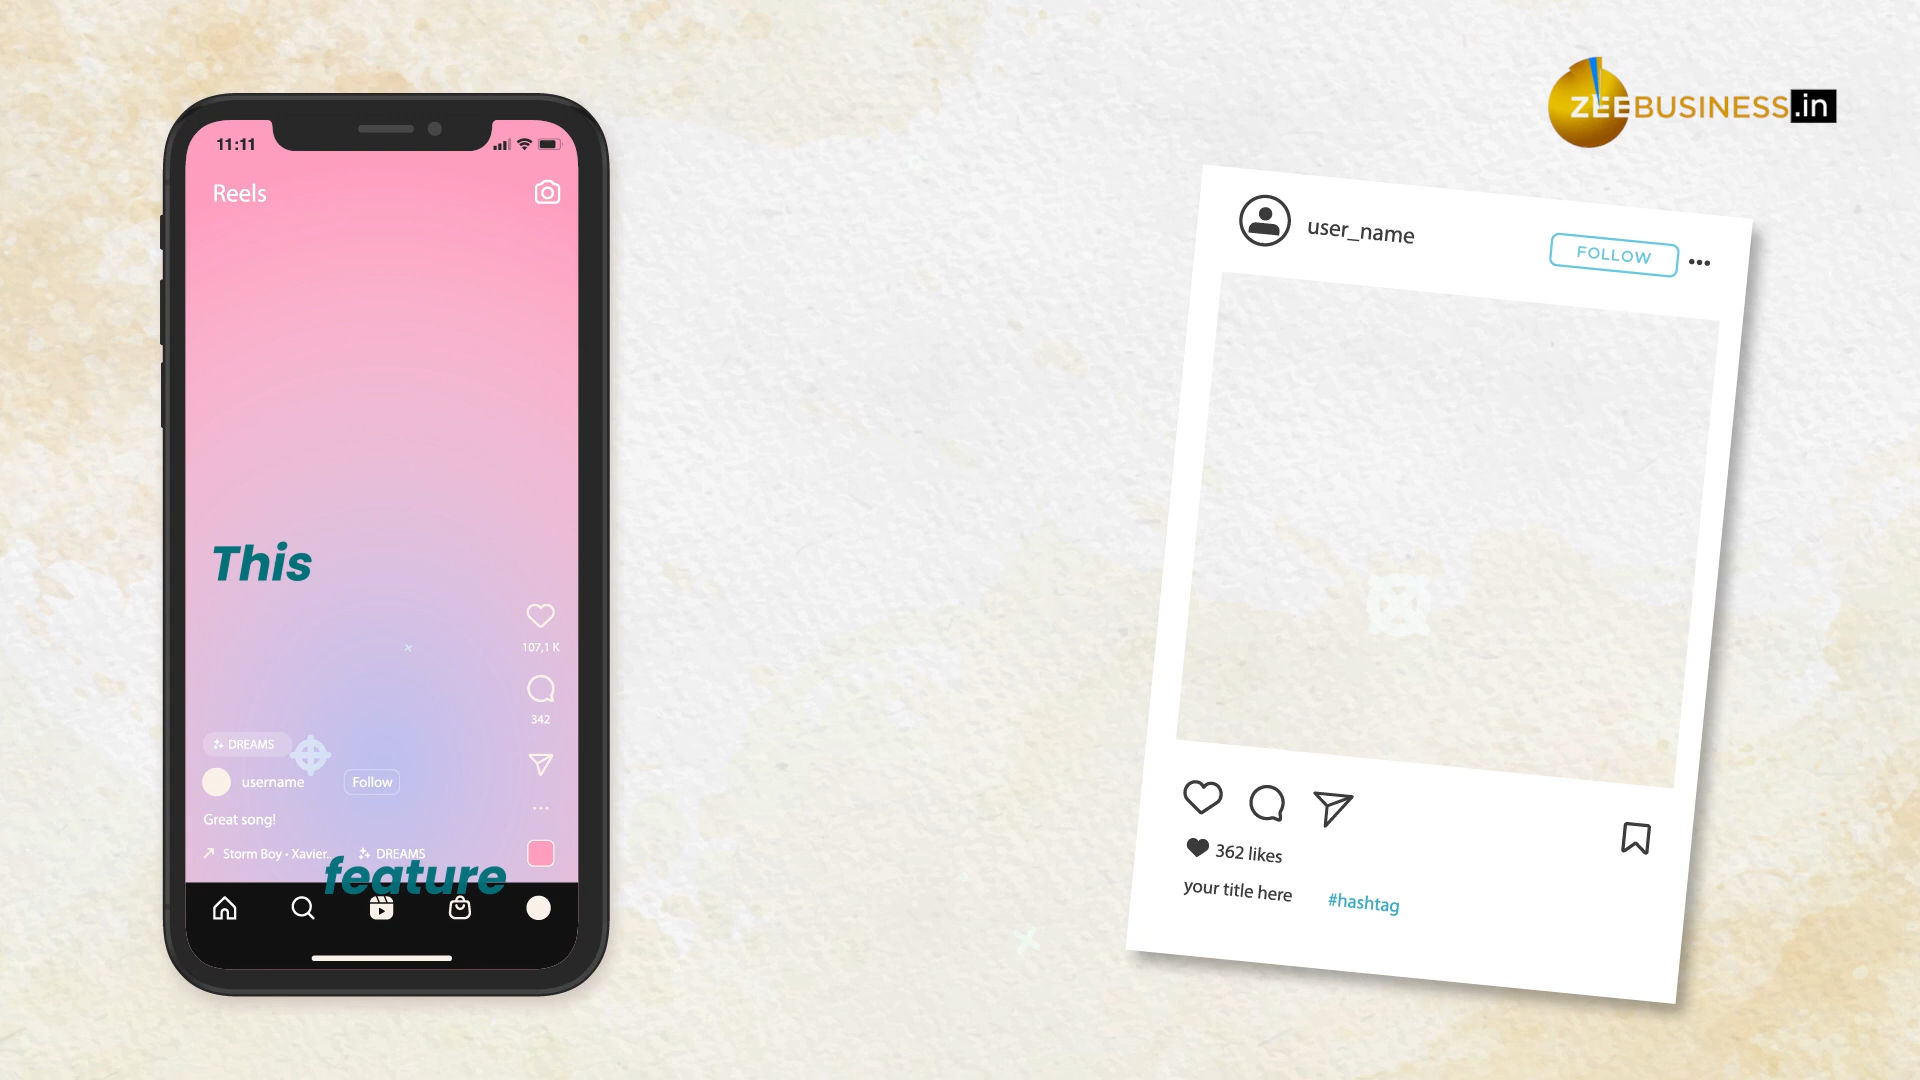 ZEEBUSINESS.in
11:11
Reels
This
107,1 K
342
DREAMS
username Follow
Great song!
Storm Boy • Xavier.. DREAMS
feature
user_name FOLLOW
362 likes
your title here #hashtag